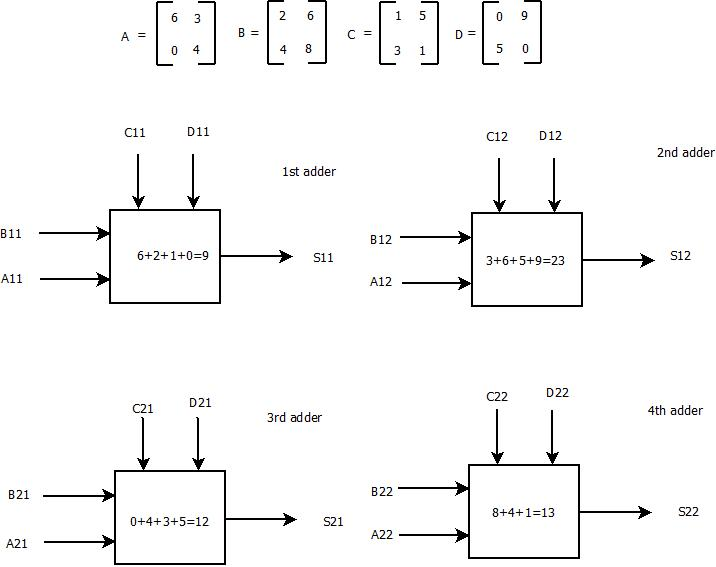 6 3 2 6 1 5 0 9
A = B = C = D =
0 4 4 8 3 1 5 0
C11 D11 C12 D12
1st adder 2nd adder
B11 B12
6+2+1+0=9 S11 3+6+5+9=23 S12
A11 A12
C21 D21 C22 D22
3rd adder 4th adder
B21 B22
0+4+3+5=12 S21 8+4+1=13 S22
A21 A22